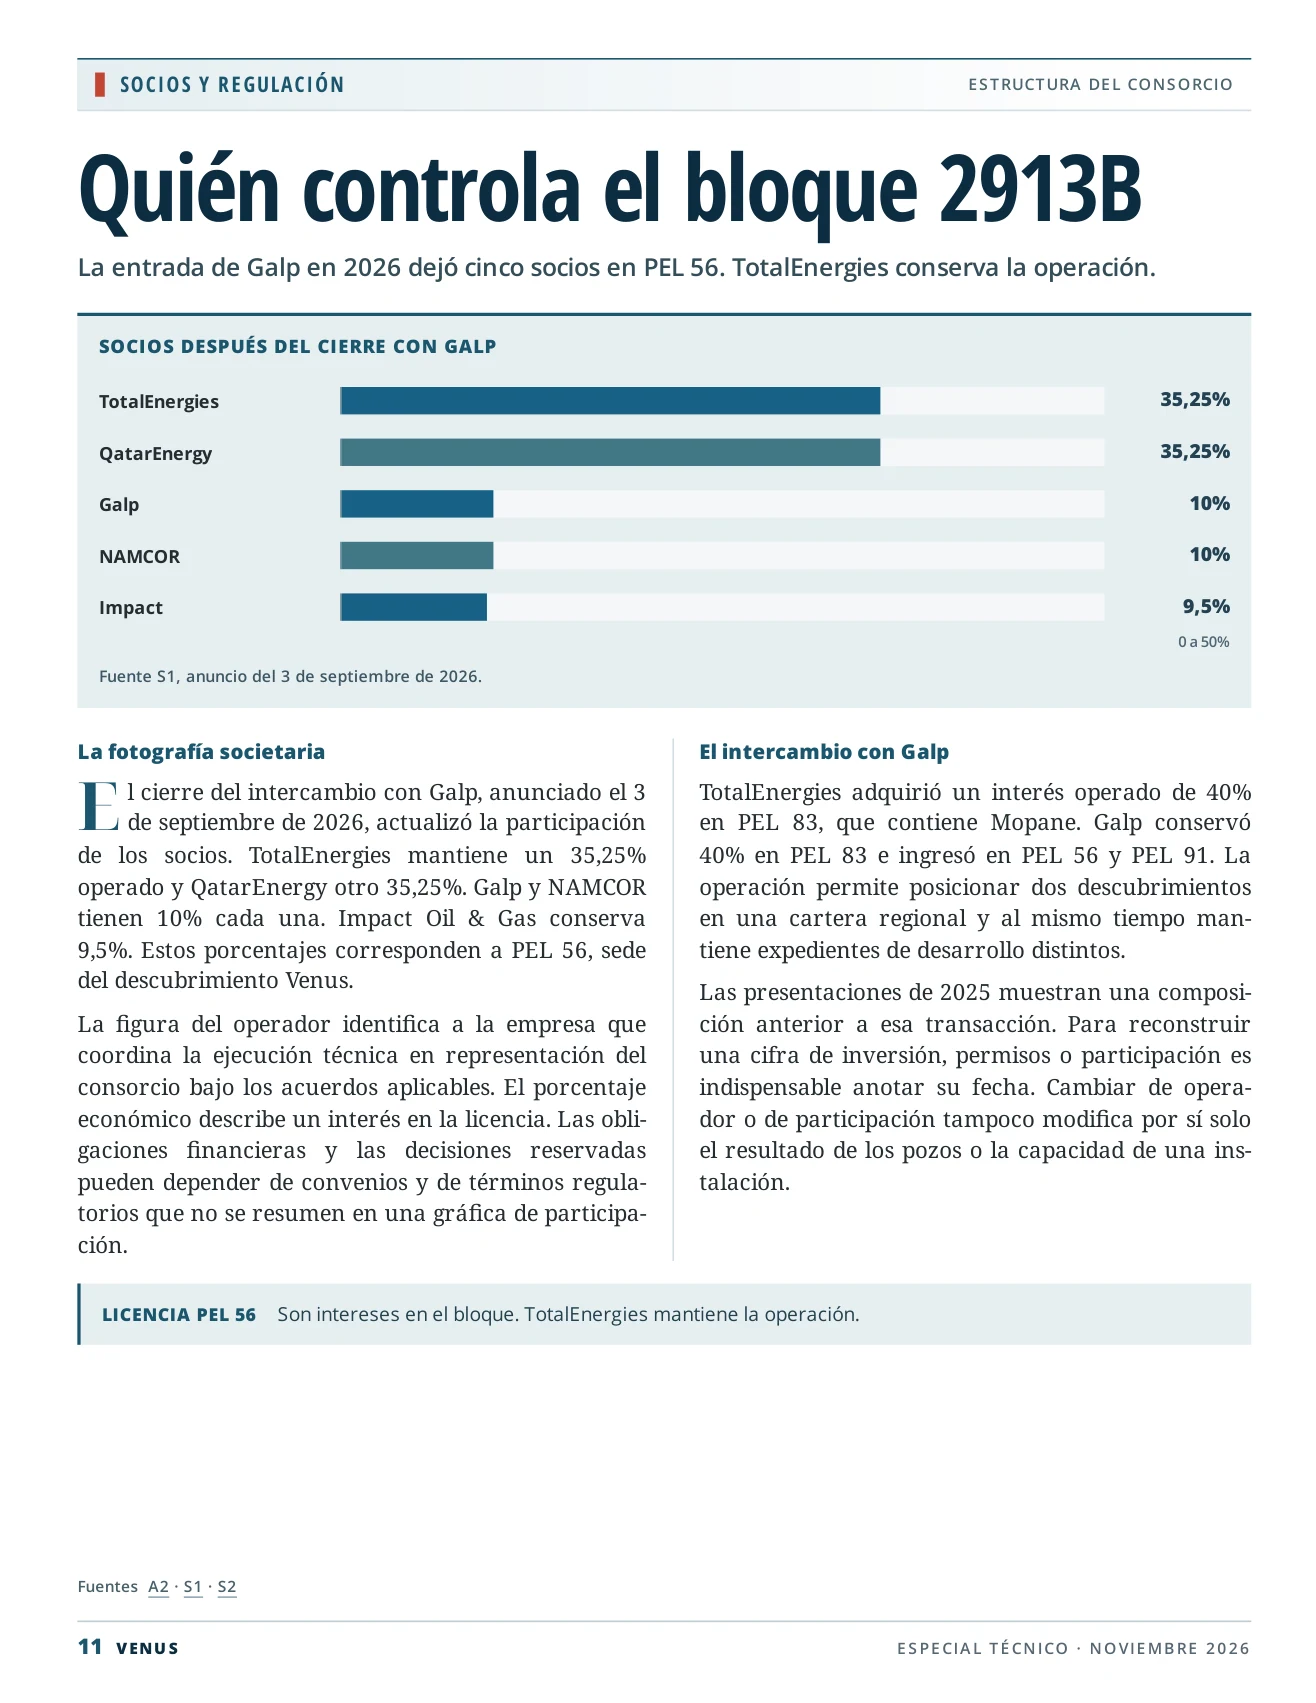 SOCIOS Y REGULACIÓN
ESTRUCTURA DEL CONSORCIO
Quién controla el bloque 2913B
La entrada de Galp en 2026 dejó cinco socios en PEL 56. TotalEnergies conserva la operación.
SOCIOS DESPUÉS DEL CIERRE CON GALP
TotalEnergies 35,25%
QatarEnergy 35,25%
Galp 10%
NAMCOR 10%
Impact 9,5%
0 a 50%
Fuente S1, anuncio del 3 de septiembre de 2026.
La fotografía societaria
El cierre del intercambio con Galp, anunciado el 3
de septiembre de 2026, actualizó la participación
de los socios. TotalEnergies mantiene un 35,25%
operado y QatarEnergy otro 35,25%. Galp y NAMCOR
tienen 10% cada una. Impact Oil & Gas conserva
9,5%. Estos porcentajes corresponden a PEL 56, sede
del descubrimiento Venus.
La figura del operador identifica a la empresa que
coordina la ejecución técnica en representación del
consorcio bajo los acuerdos aplicables. El porcentaje
económico describe un interés en la licencia. Las obli-
gaciones financieras y las decisiones reservadas
pueden depender de convenios y de términos regula-
torios que no se resumen en una gráfica de participa-
ción.
El intercambio con Galp
TotalEnergies adquirió un interés operado de 40%
en PEL 83, que contiene Mopane. Galp conservó
40% en PEL 83 e ingresó en PEL 56 y PEL 91. La
operación permite posicionar dos descubrimientos
en una cartera regional y al mismo tiempo man-
tiene expedientes de desarrollo distintos.
Las presentaciones de 2025 muestran una composi-
ción anterior a esa transacción. Para reconstruir
una cifra de inversión, permisos o participación es
indispensable anotar su fecha. Cambiar de opera-
dor o de participación tampoco modifica por sí solo
el resultado de los pozos o la capacidad de una ins-
talación.
LICENCIA PEL 56 Son intereses en el bloque. TotalEnergies mantiene la operación.
Fuentes A2 · S1 · S2
11 VENUS
ESPECIAL TÉCNICO · NOVIEMBRE 2026